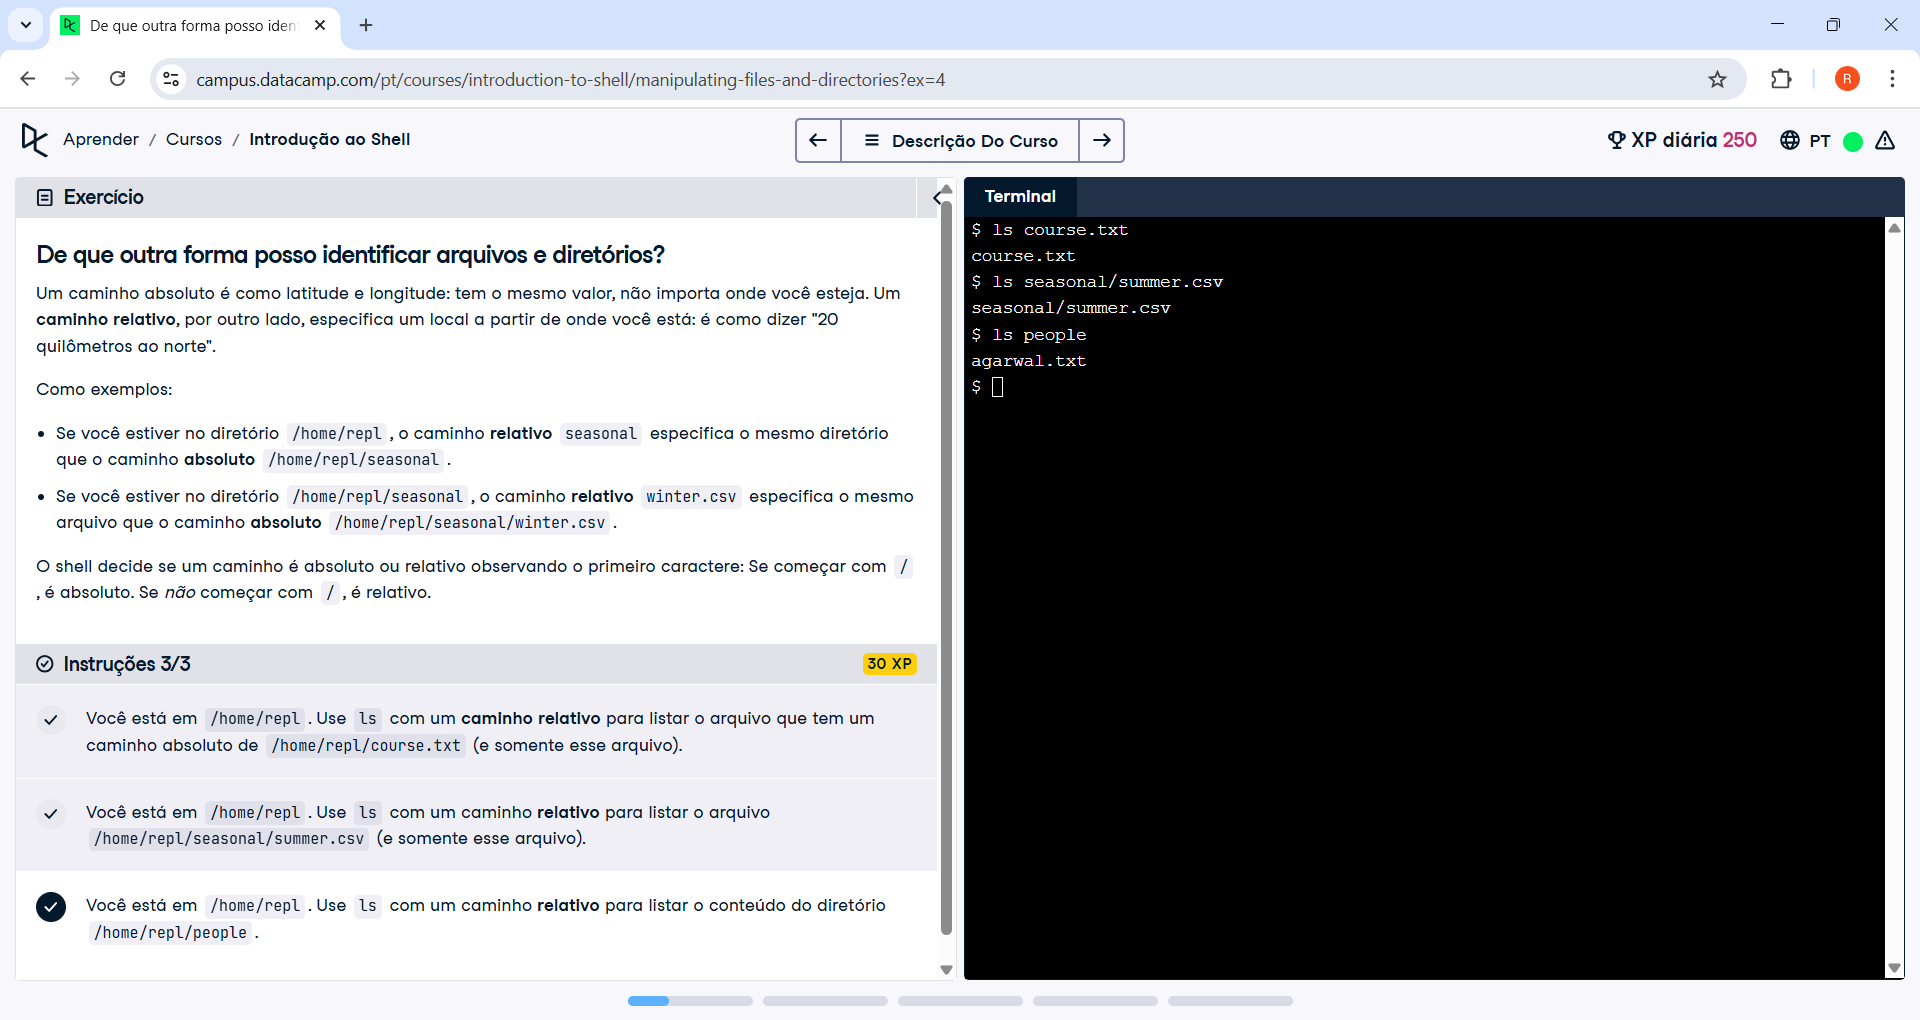 De que outra forma posso iden
campus.datacamp.com/pt/courses/introduction-to-shell/manipulating-files-and-directories?ex=4
R
Aprender / Cursos / Introdução ao Shell
Descrição Do Curso
XP diária 250
PT
Exercício
De que outra forma posso identificar arquivos e diretórios?
Um caminho absoluto é como latitude e longitude: tem o mesmo valor, não importa onde você esteja. Um
caminho relativo, por outro lado, especifica um local a partir de onde você está: é como dizer "20
quilômetros ao norte".
Como exemplos:
• Se você estiver no diretório /home/repl, o caminho relativo seasonal especifica o mesmo diretório
que o caminho absoluto /home/repl/seasonal.
• Se você estiver no diretório /home/repl/seasonal, o caminho relativo winter.csv especifica o mesmo
arquivo que o caminho absoluto /home/repl/seasonal/winter.csv.
O shell decide se um caminho é absoluto ou relativo observando o primeiro caractere: Se começar com /
, é absoluto. Se não começar com /, é relativo.
Instruções 3/3
30 XP
Você está em /home/repl. Use ls com um caminho relativo para listar o arquivo que tem um
caminho absoluto de /home/repl/course.txt (e somente esse arquivo).
Você está em /home/repl. Use ls com um caminho relativo para listar o arquivo
/home/repl/seasonal/summer.csv (e somente esse arquivo).
Você está em /home/repl. Use ls com um caminho relativo para listar o conteúdo do diretório
/home/repl/people.
Terminal
$ ls course.txt
course.txt
$ ls seasonal/summer.csv
seasonal/summer.csv
$ ls people
agarwal.txt
$